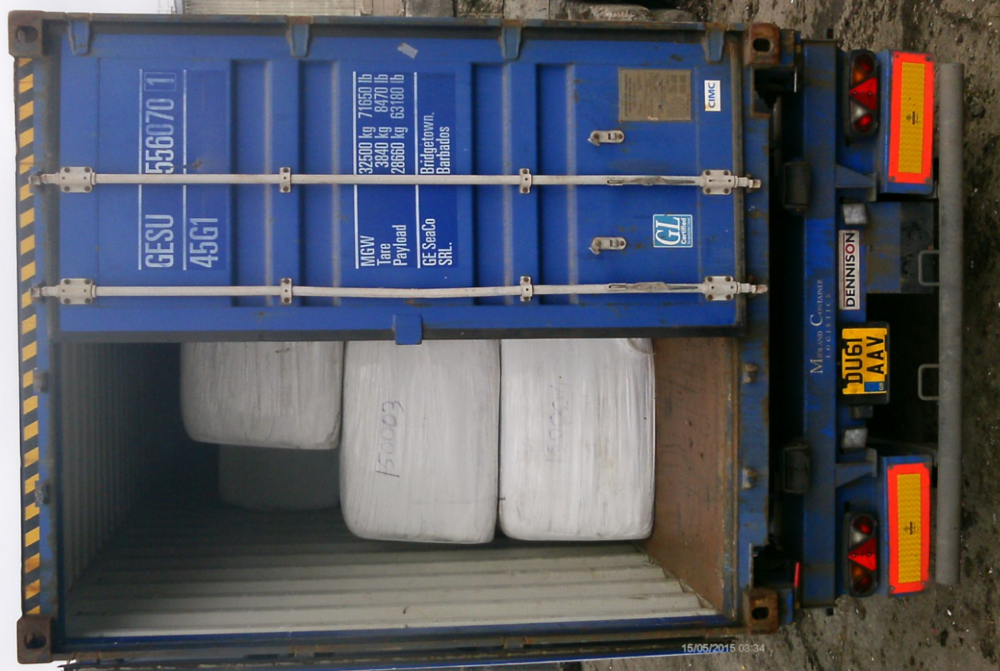 GESU 556070 1
45G1
MGW 32500 kg 71650 lb
Tare 3840 kg 8470 lb
Payload 28660 kg 63180 lb
GE SeaCo Bridgetown,
SRL. Barbados
GL
Certified
CIMC
150003
MIDLAND CONTAINER
LOGISTICS
DENNISON
GB
DU61
AAV
15/05/2015 03:34